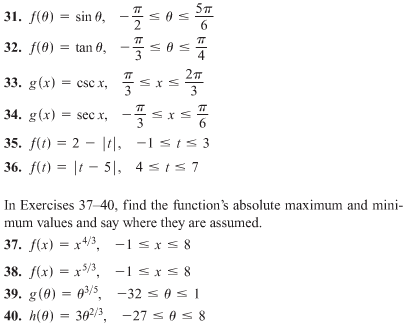 31. f(θ) = sin θ, −π/2 ≤ θ ≤ 5π/6
32. f(θ) = tan θ, −π/3 ≤ θ ≤ π/4
33. g(x) = csc x, π/3 ≤ x ≤ 2π/3
34. g(x) = sec x, −π/3 ≤ x ≤ π/6
35. f(t) = 2 − |t|, −1 ≤ t ≤ 3
36. f(t) = |t − 5|, 4 ≤ t ≤ 7
In Exercises 37–40, find the function's absolute maximum and mini-
mum values and say where they are assumed.
37. f(x) = x^{4/3}, −1 ≤ x ≤ 8
38. f(x) = x^{5/3}, −1 ≤ x ≤ 8
39. g(θ) = θ^{3/5}, −32 ≤ θ ≤ 1
40. h(θ) = 3θ^{2/3}, −27 ≤ θ ≤ 8